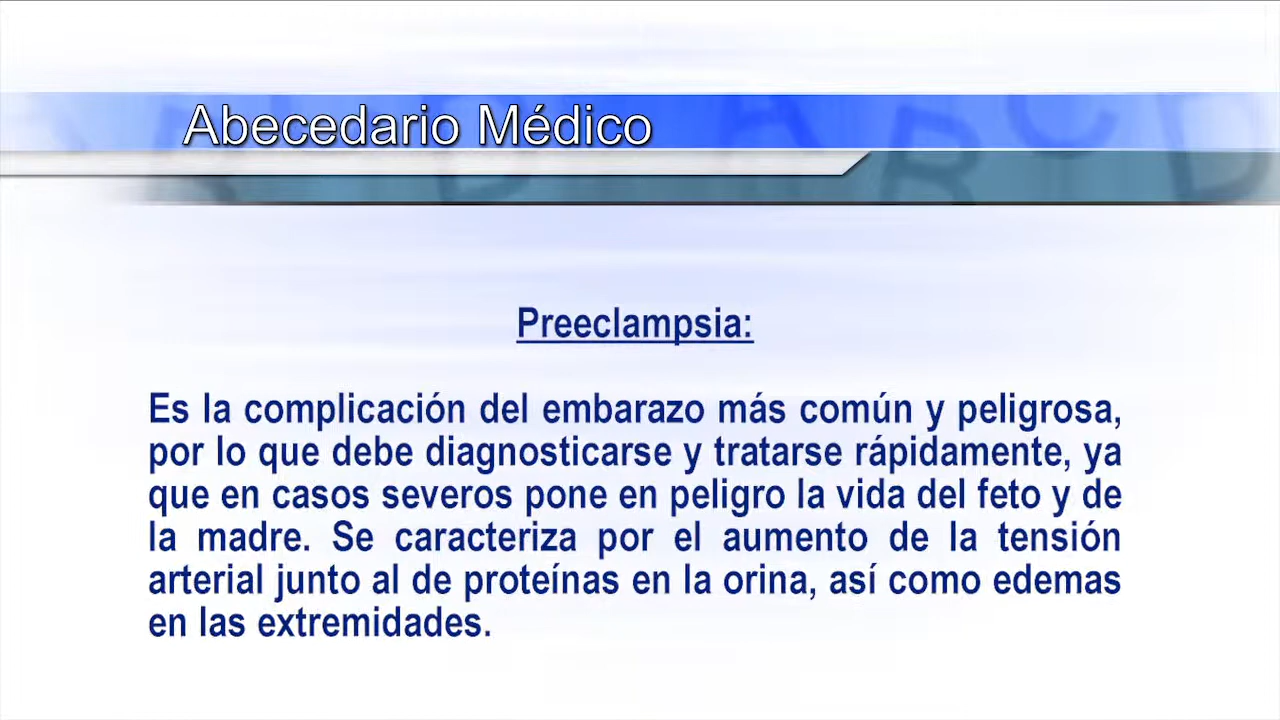 Abecedario Médico
Preeclampsia:
Es la complicación del embarazo más común y peligrosa,
por lo que debe diagnosticarse y tratarse rápidamente, ya
que en casos severos pone en peligro la vida del feto y de
la madre. Se caracteriza por el aumento de la tensión
arterial junto al de proteínas en la orina, así como edemas
en las extremidades.